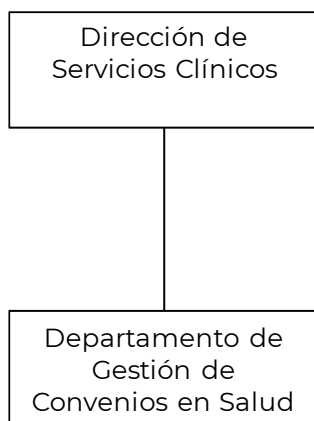 Dirección de
Servicios Clínicos
Departamento de
Gestión de
Convenios en Salud